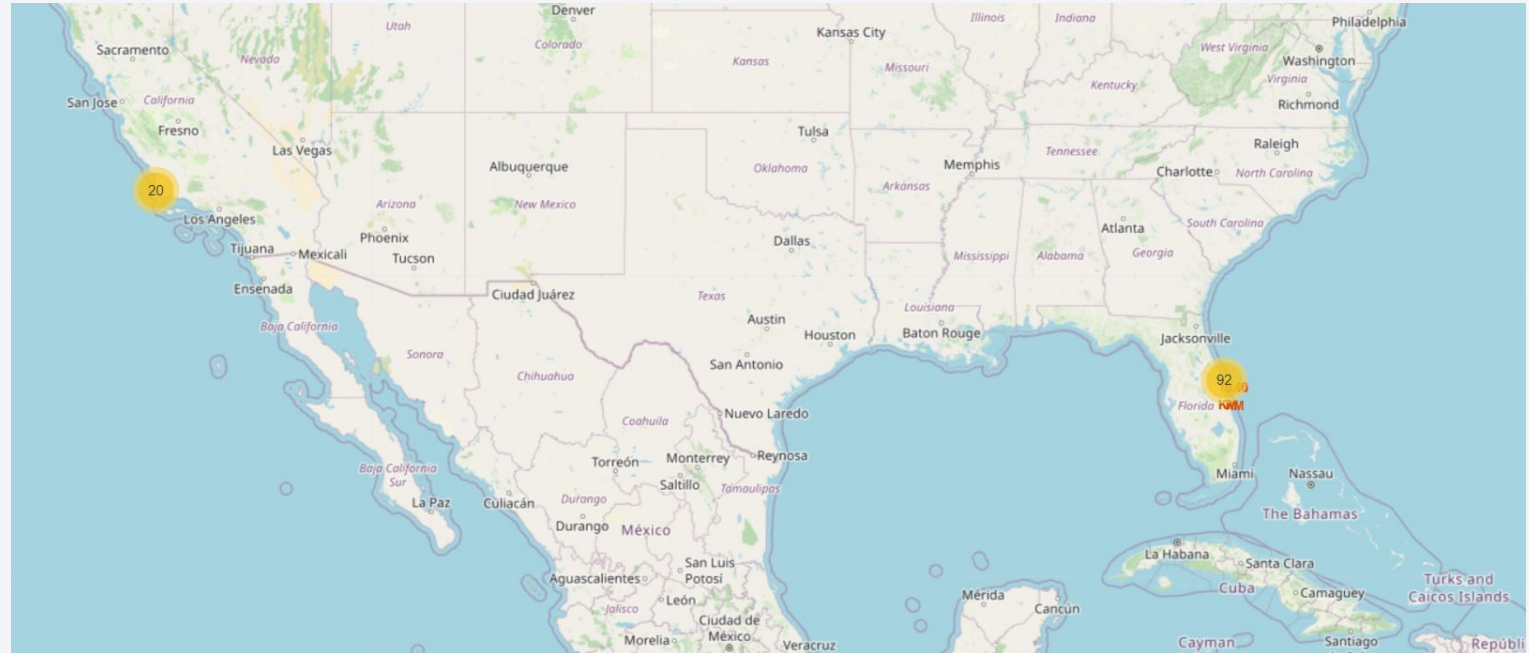 Denver
Philadelphia
Illinois
Indiana
Utah
Kansas City
Sacramento
Colorado
West Virginia
Nevada
Kansas
Washington
Missouri
Virginia
Kentucky
San Jose
California
Richmond
Fresno
Tulsa
Raleigh
Las Vegas
Tennessee
Albuquerque
Oklahoma
Memphis
Charlotte
North Carolina
20
Arkansas
Arizona
New Mexico
Los Angeles
South Carolina
Atlanta
Phoenix
Dallas
Tijuana
Mexicali
Tucson
Mississippi
Alabama
Georgia
Ensenada
Ciudad Juárez
Texas
Louisiana
Austin
Baja California
Houston
Baton Rouge
Jacksonville
Sonora
San Antonio
Chihuahua
92
Florida
Nuevo Laredo
Coahuila
Torreón
Monterrey
Reynosa
Baja California
Sur
Saltillo
Miami
Nassau
Tamaulipas
La Paz
Culiacán
Durango
Durango
México
The Bahamas
La Habana
San Luis
Potosí
Santa Clara
Aguascalientes
Turks and
Caicos Islands
Cuba
Camagüey
Mérida
León
Jalisco
Cancún
Ciudad de
México
Morelia
Veracruz
Cayman
Santiago
Repúbli